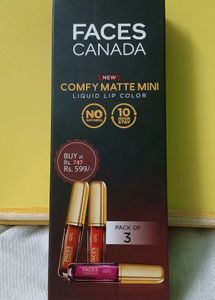 FACES
CANADA
NEW
COMFY MATTE MINI
LIQUID LIP COLOR
NO
10
BUY at
Rs. 747
Rs. 599/-
PACK OF
3
FACES